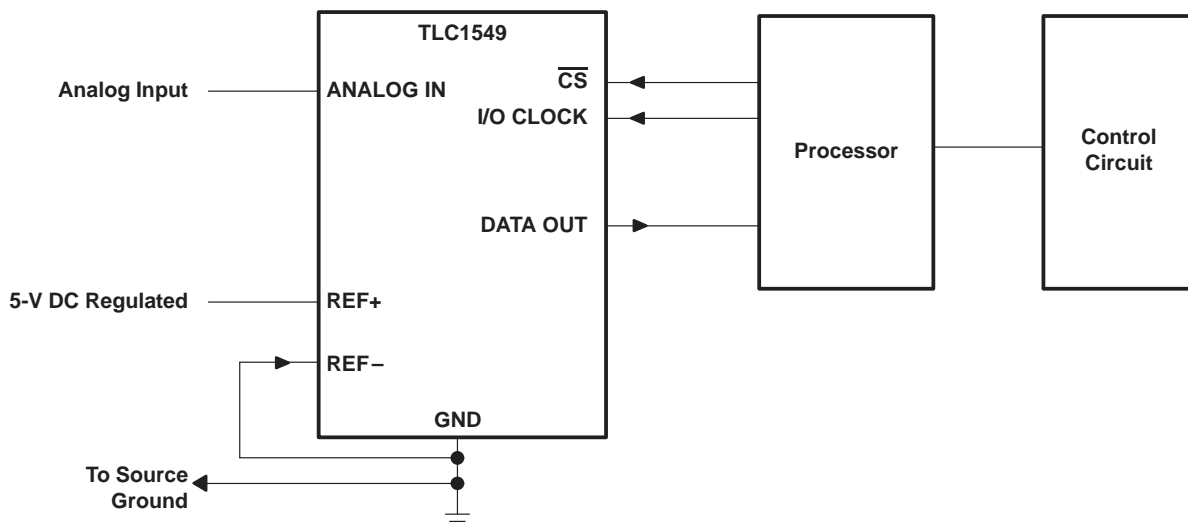 TLC1549
Analog Input
ANALOG IN
CS
I/O CLOCK
Processor
Control
Circuit
DATA OUT
5-V DC Regulated
REF+
REF–
GND
To Source
Ground